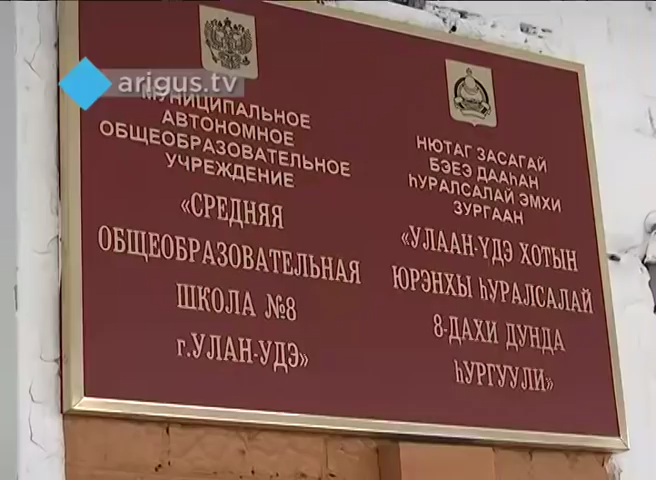 arigus.tv
МУНИЦИПАЛЬНОЕ
АВТОНОМНОЕ
ОБЩЕОБРАЗОВАТЕЛЬНОЕ
УЧРЕЖДЕНИЕ
«СРЕДНЯЯ
ОБЩЕОБРАЗОВАТЕЛЬНАЯ
ШКОЛА №8
г.УЛАН-УДЭ»
НЮТАГ ЗАСАГАЙ
БЭЕЭ ДААҺАН
ҺУРАЛСАЛАЙ ЭМХИ
ЗУРГААН
«УЛААН-ҮДЭ ХОТЫН
ЮРЭНХЫ ҺУРАЛСАЛАЙ
8-ДАХИ ДУНДА
ҺУРГУУЛИ»